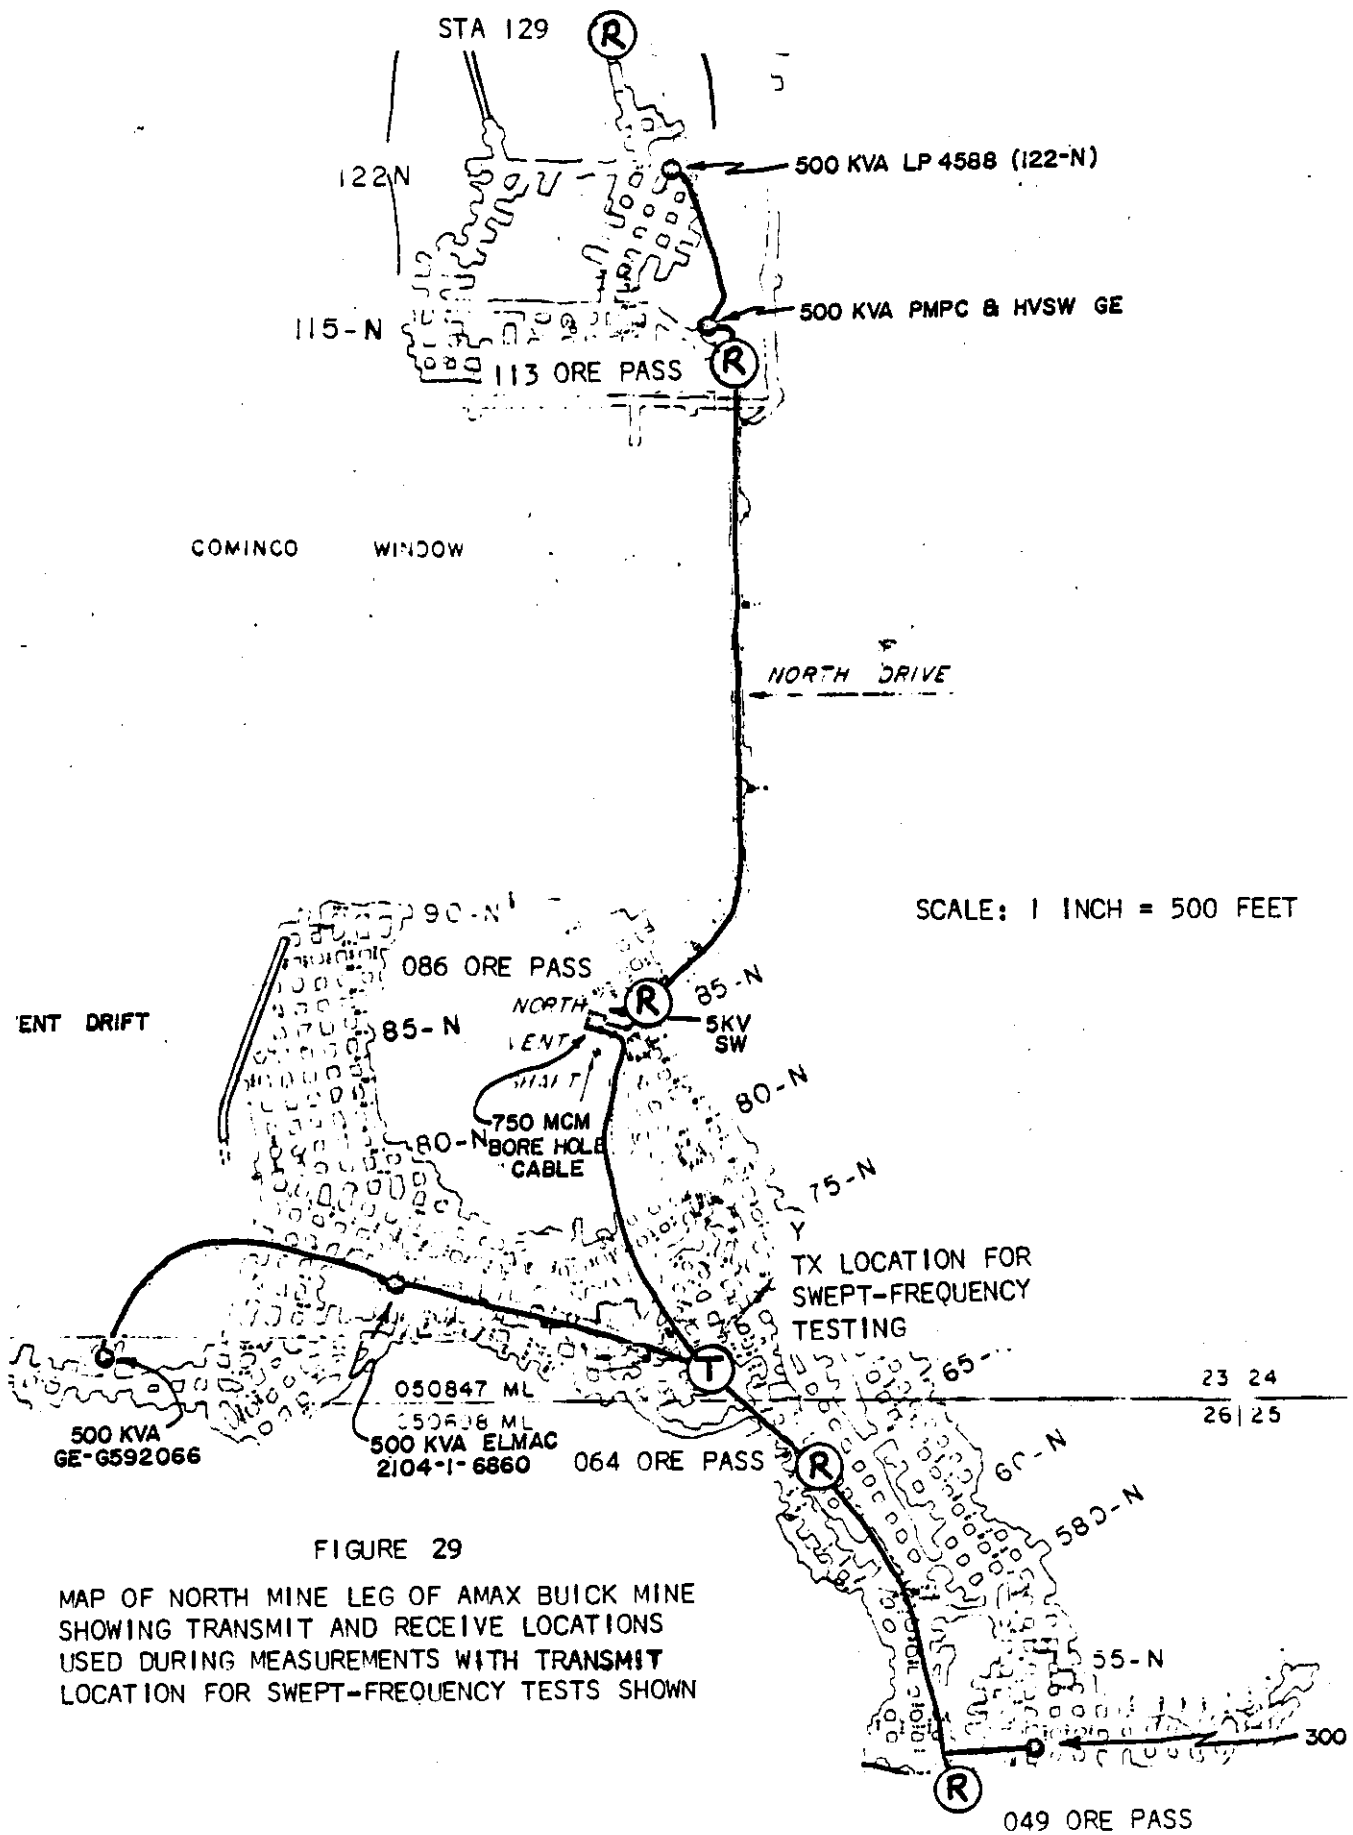 STA 129
R
122N
500 KVA LP 4588 (122-N)
115-N
500 KVA PMPC & HVSW GE
R
113 ORE PASS
COMINCO WINDOW
NORTH DRIVE
SCALE: 1 INCH = 500 FEET
90-N
086 ORE PASS
R
85-N
NORTH
VENT
SHAFT
5KV
SW
'ENT DRIFT
85-N
80-N
750 MCM
BORE HOLE
CABLE
80-N
75-N
Y
TX LOCATION FOR
SWEPT-FREQUENCY
TESTING
T
65-
23 24
26 25
050847 ML
ML
500 KVA
GE-G592066
500 KVA ELMAC
2104-1-6860
064 ORE PASS
R
60-N
580-N
FIGURE 29
MAP OF NORTH MINE LEG OF AMAX BUICK MINE
SHOWING TRANSMIT AND RECEIVE LOCATIONS
USED DURING MEASUREMENTS WITH TRANSMIT
LOCATION FOR SWEPT-FREQUENCY TESTS SHOWN
55-N
300
R
049 ORE PASS